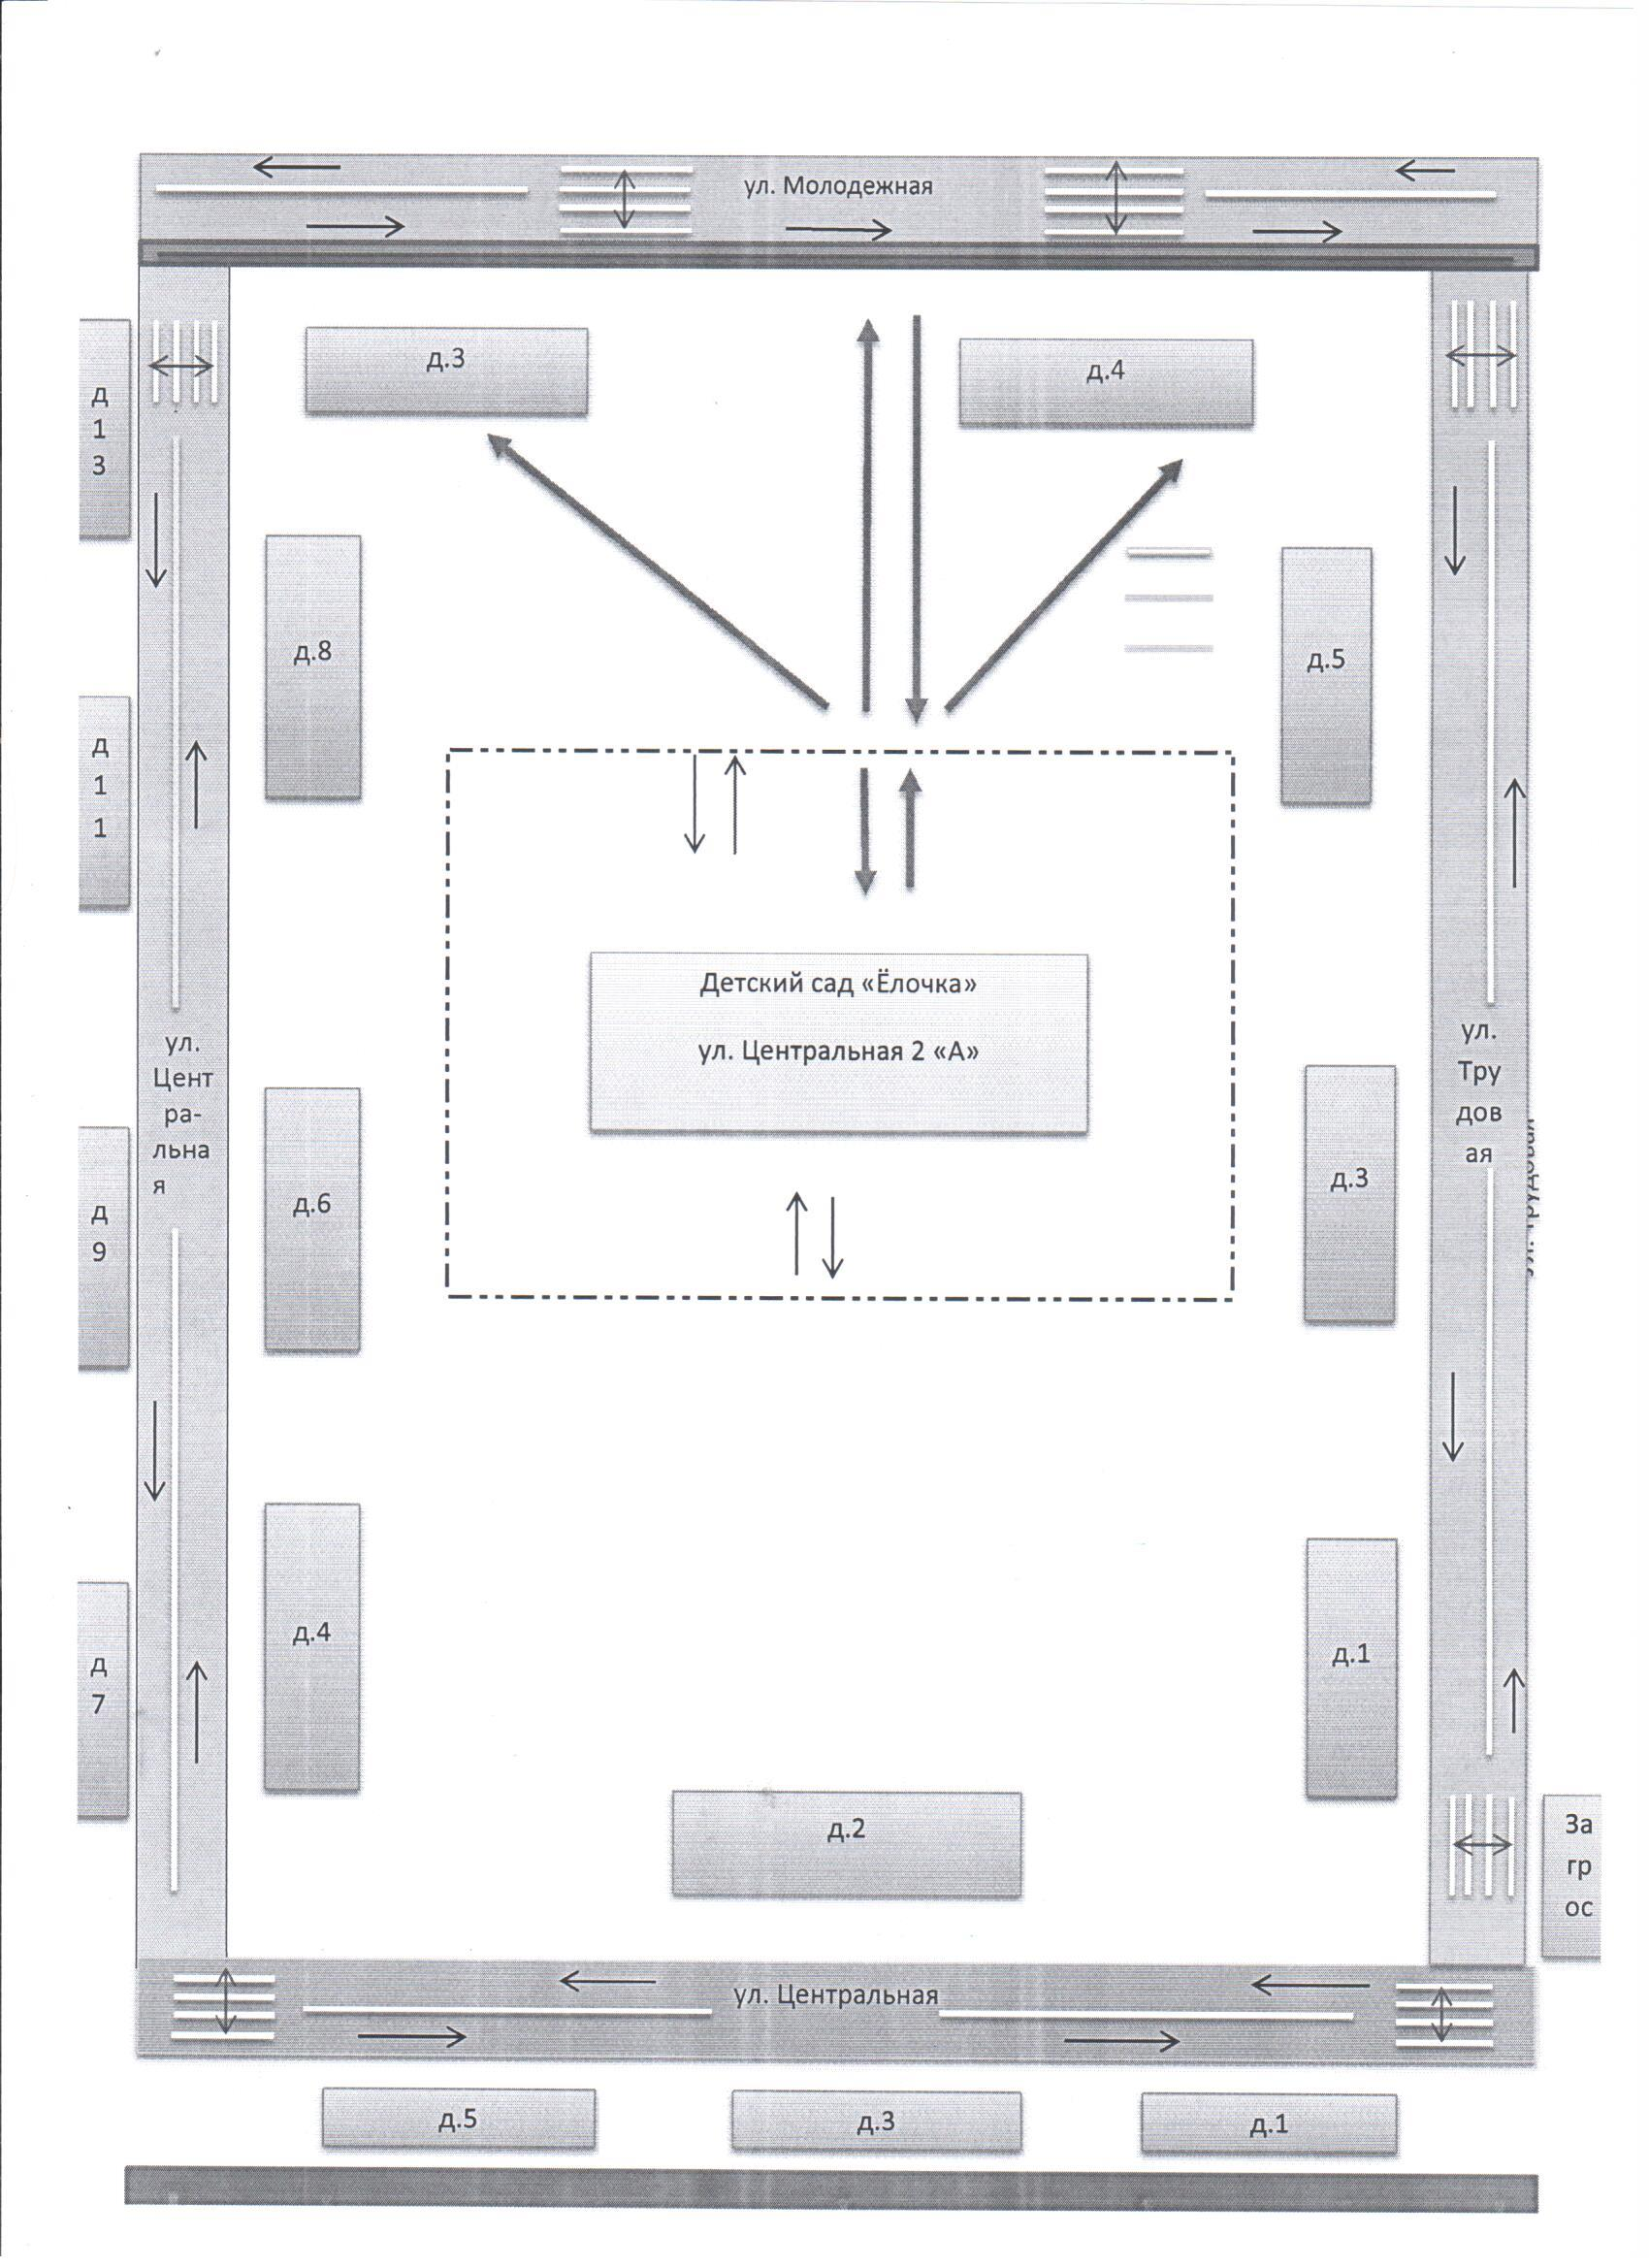 ул. Молодежная
д.3
д.4
д
1
3
д.8
д.5
д
1
1
Детский сад «Ёлочка»
ул. Центральная 2 «А»
ул.
Цент
ра-
льна
я
ул.
Тру
дов
ая
ул. Трудовая
д
9
д.6
д.3
д
7
д.4
д.1
д.2
За
гр
ос
ул. Центральная
д.5
д.3
д.1